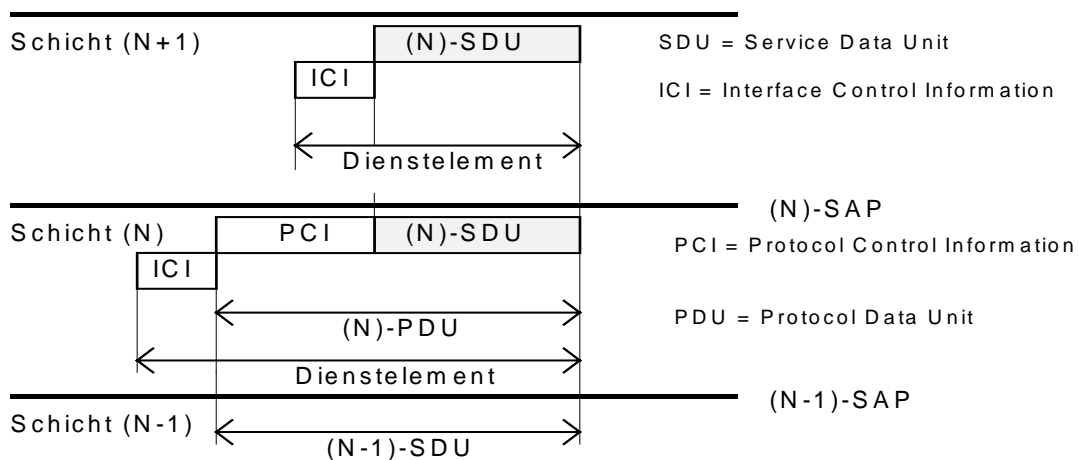 Schicht (N+1) (N)-SDU SDU = Service Data Unit
ICI ICI = Interface Control Information
Dienstelement
(N)-SAP
Schicht (N) PCI (N)-SDU PCI = Protocol Control Information
ICI
(N)-PDU PDU = Protocol Data Unit
Dienstelement
(N-1)-SAP
Schicht (N-1)
(N-1)-SDU